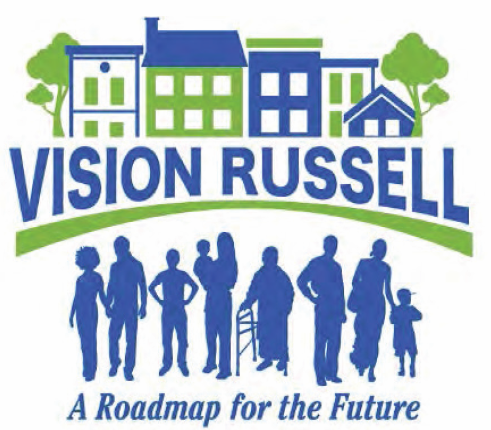 VISION RUSSELL
A Roadmap for the Future